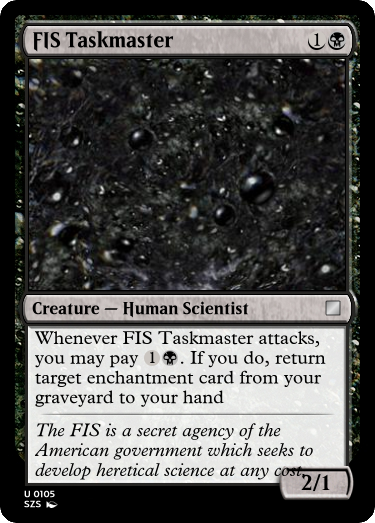 FIS Taskmaster 1
Creature — Human Scientist
Whenever FIS Taskmaster attacks,
you may pay 1. If you do, return
target enchantment card from your
graveyard to your hand
The FIS is a secret agency of the
American government which seeks to
develop heretical science at any cost.
2/1
U 0105
SZS